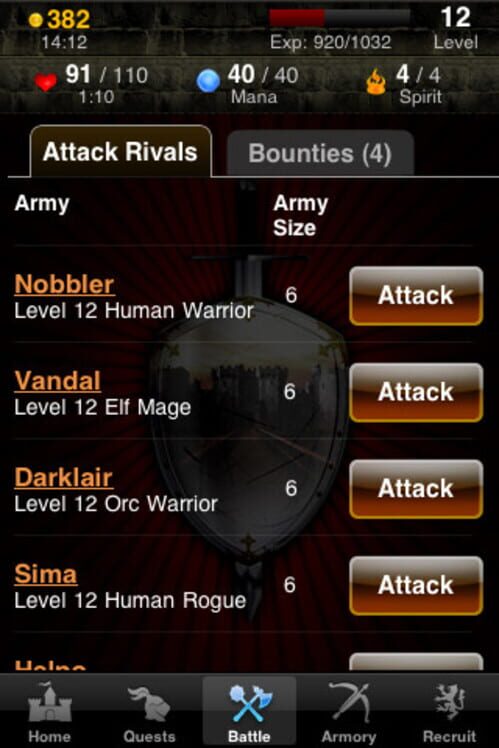 382
14:12
Exp: 920/1032
12
Level
91 / 110
1:10
40 / 40
Mana
4 / 4
Spirit
Attack Rivals
Bounties (4)
Army
Army
Size
Nobbler
Level 12 Human Warrior
6
Attack
Vandal
Level 12 Elf Mage
6
Attack
Darklair
Level 12 Orc Warrior
6
Attack
Sima
Level 12 Human Rogue
6
Attack
Home
Quests
Battle
Armory
Recruit